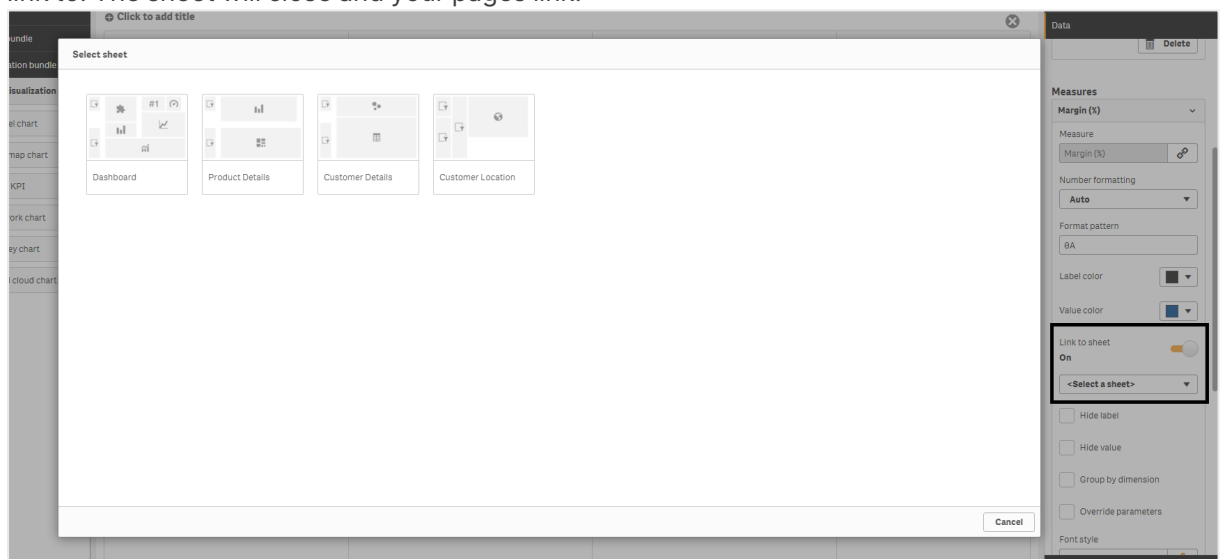 link to. The sheet will close and your pages link.
Click to add title
Data
undle
ation bundle
isualization
el chart
map chart
KPI
ork chart
ey chart
l cloud chart
Select sheet
#1
Dashboard
Product Details
Customer Details
Customer Location
Cancel
Delete
Measures
Margin (%)
Measure
Margin (%)
Number formatting
Auto
Format pattern
0A
Label color
Value color
Link to sheet
On
<Select a sheet>
Hide label
Hide value
Group by dimension
Override parameters
Font style